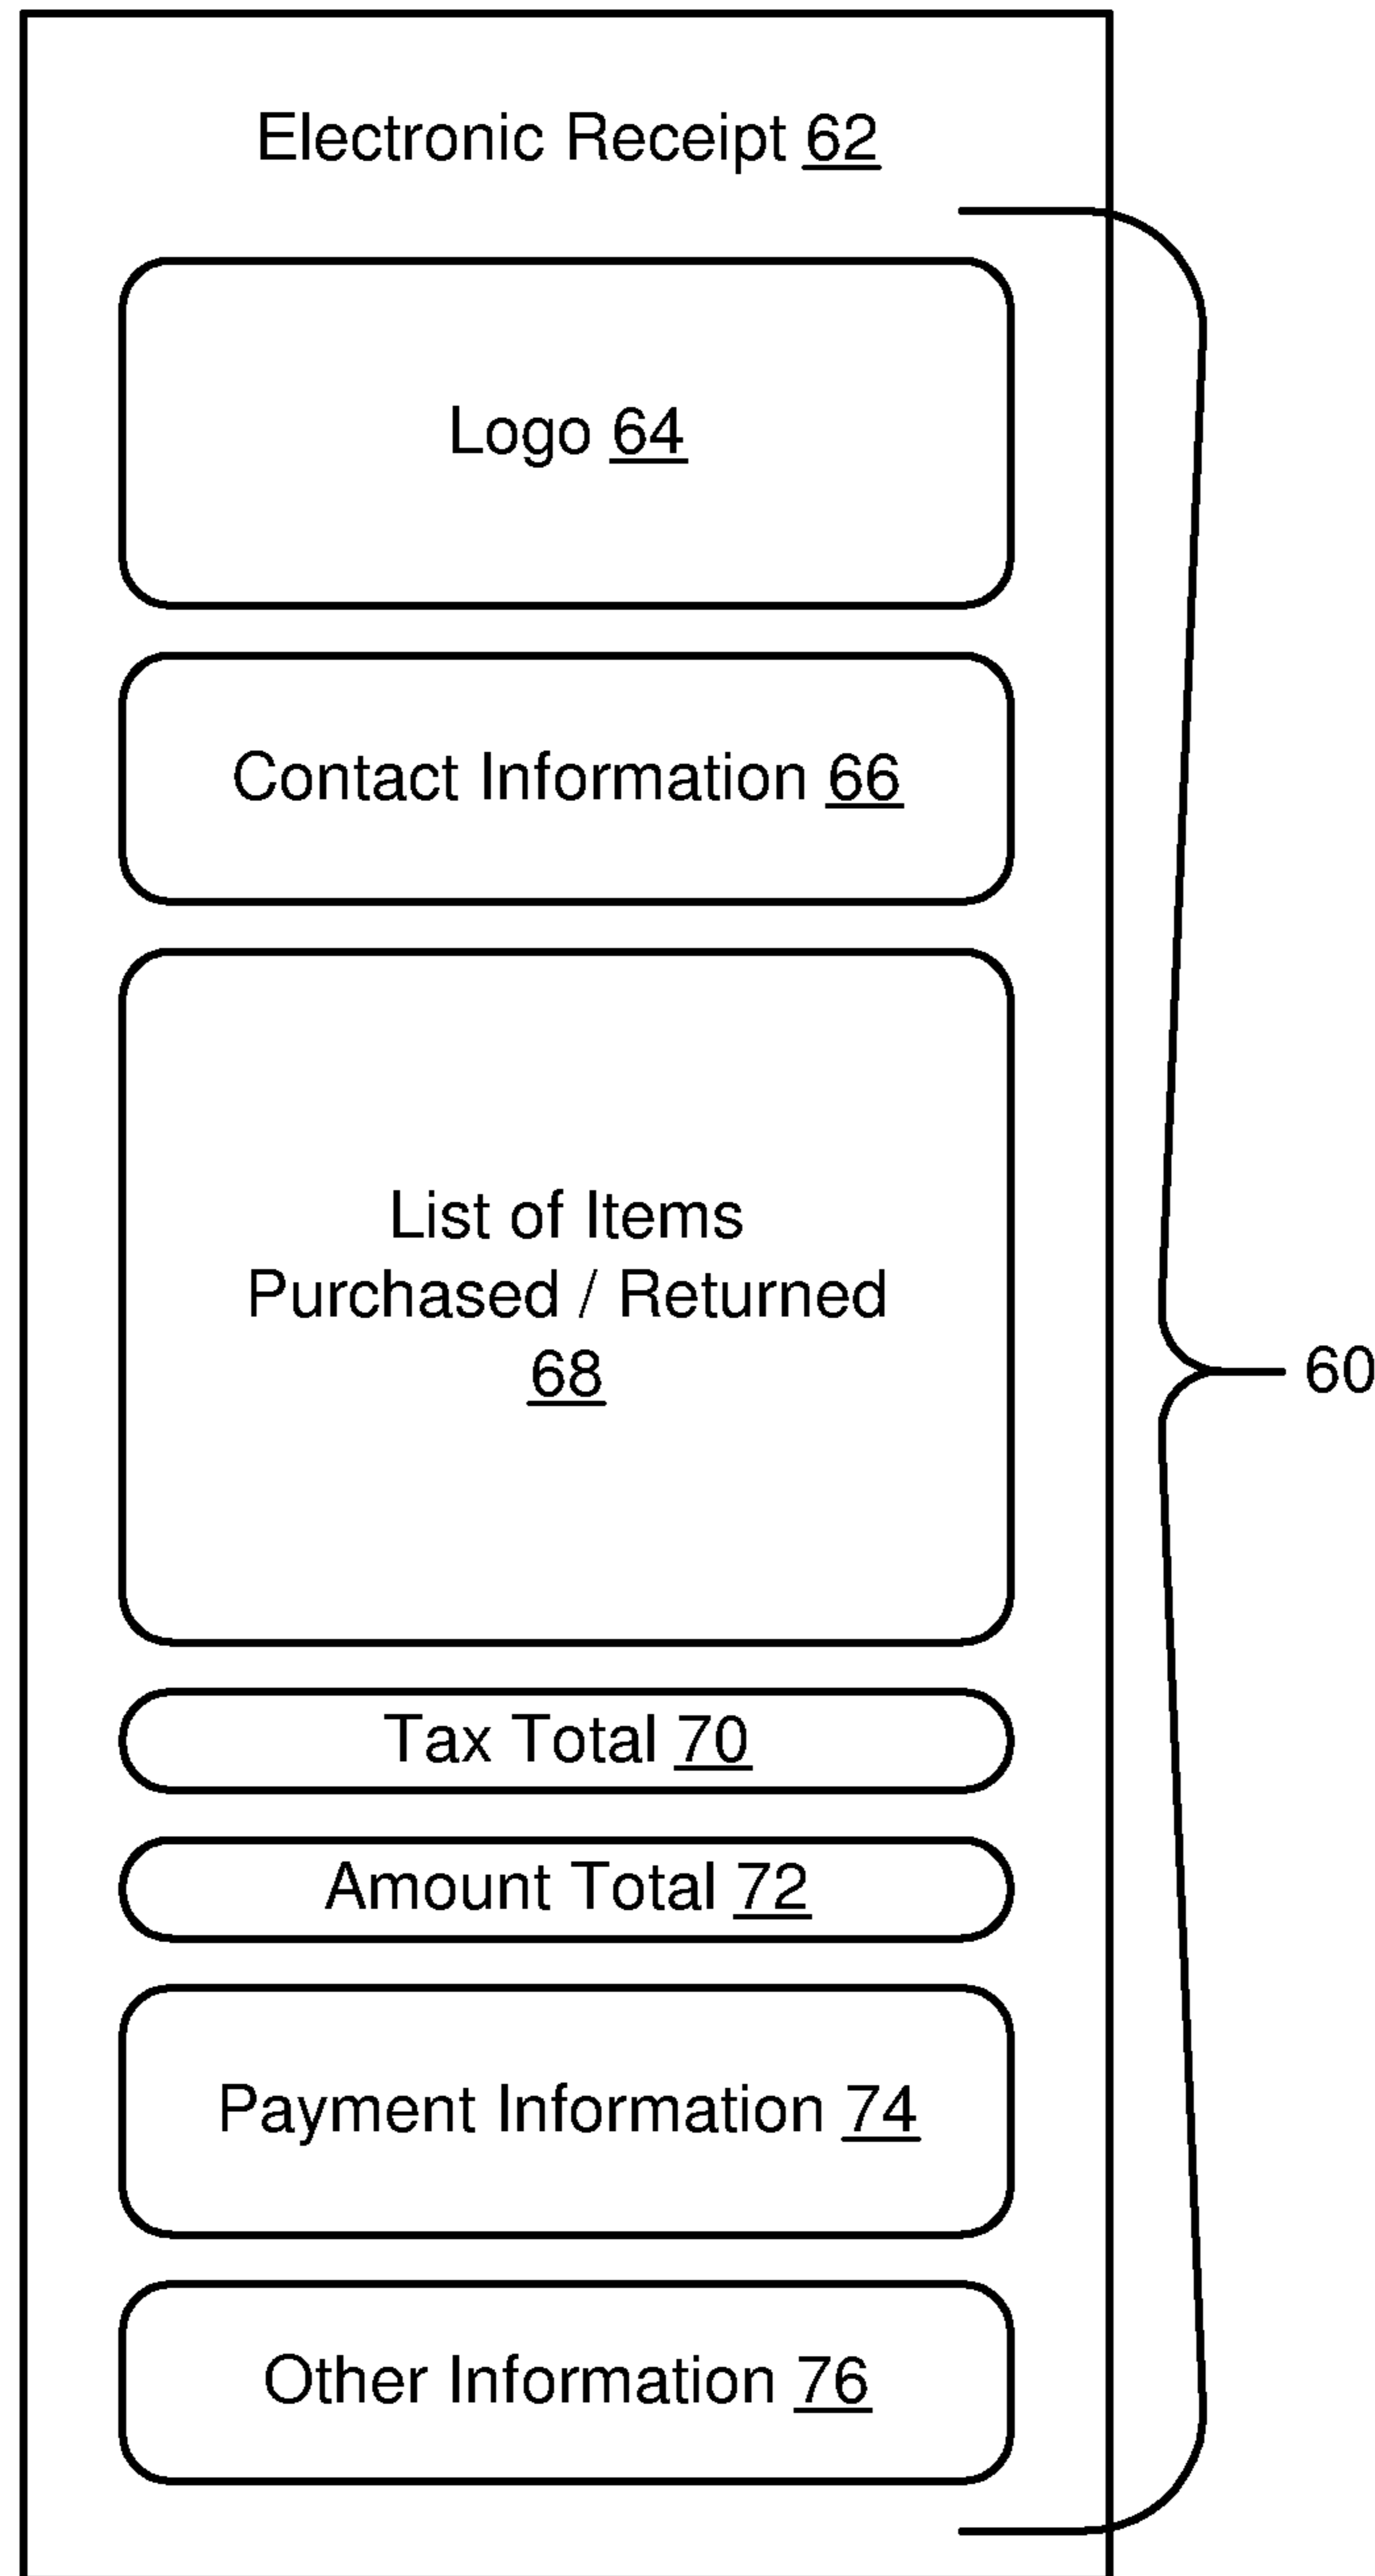 Electronic Receipt 62
Logo 64
Contact Information 66
List of Items
Purchased / Returned
68
60
Tax Total 70
Amount Total 72
Payment Information 74
Other Information 76